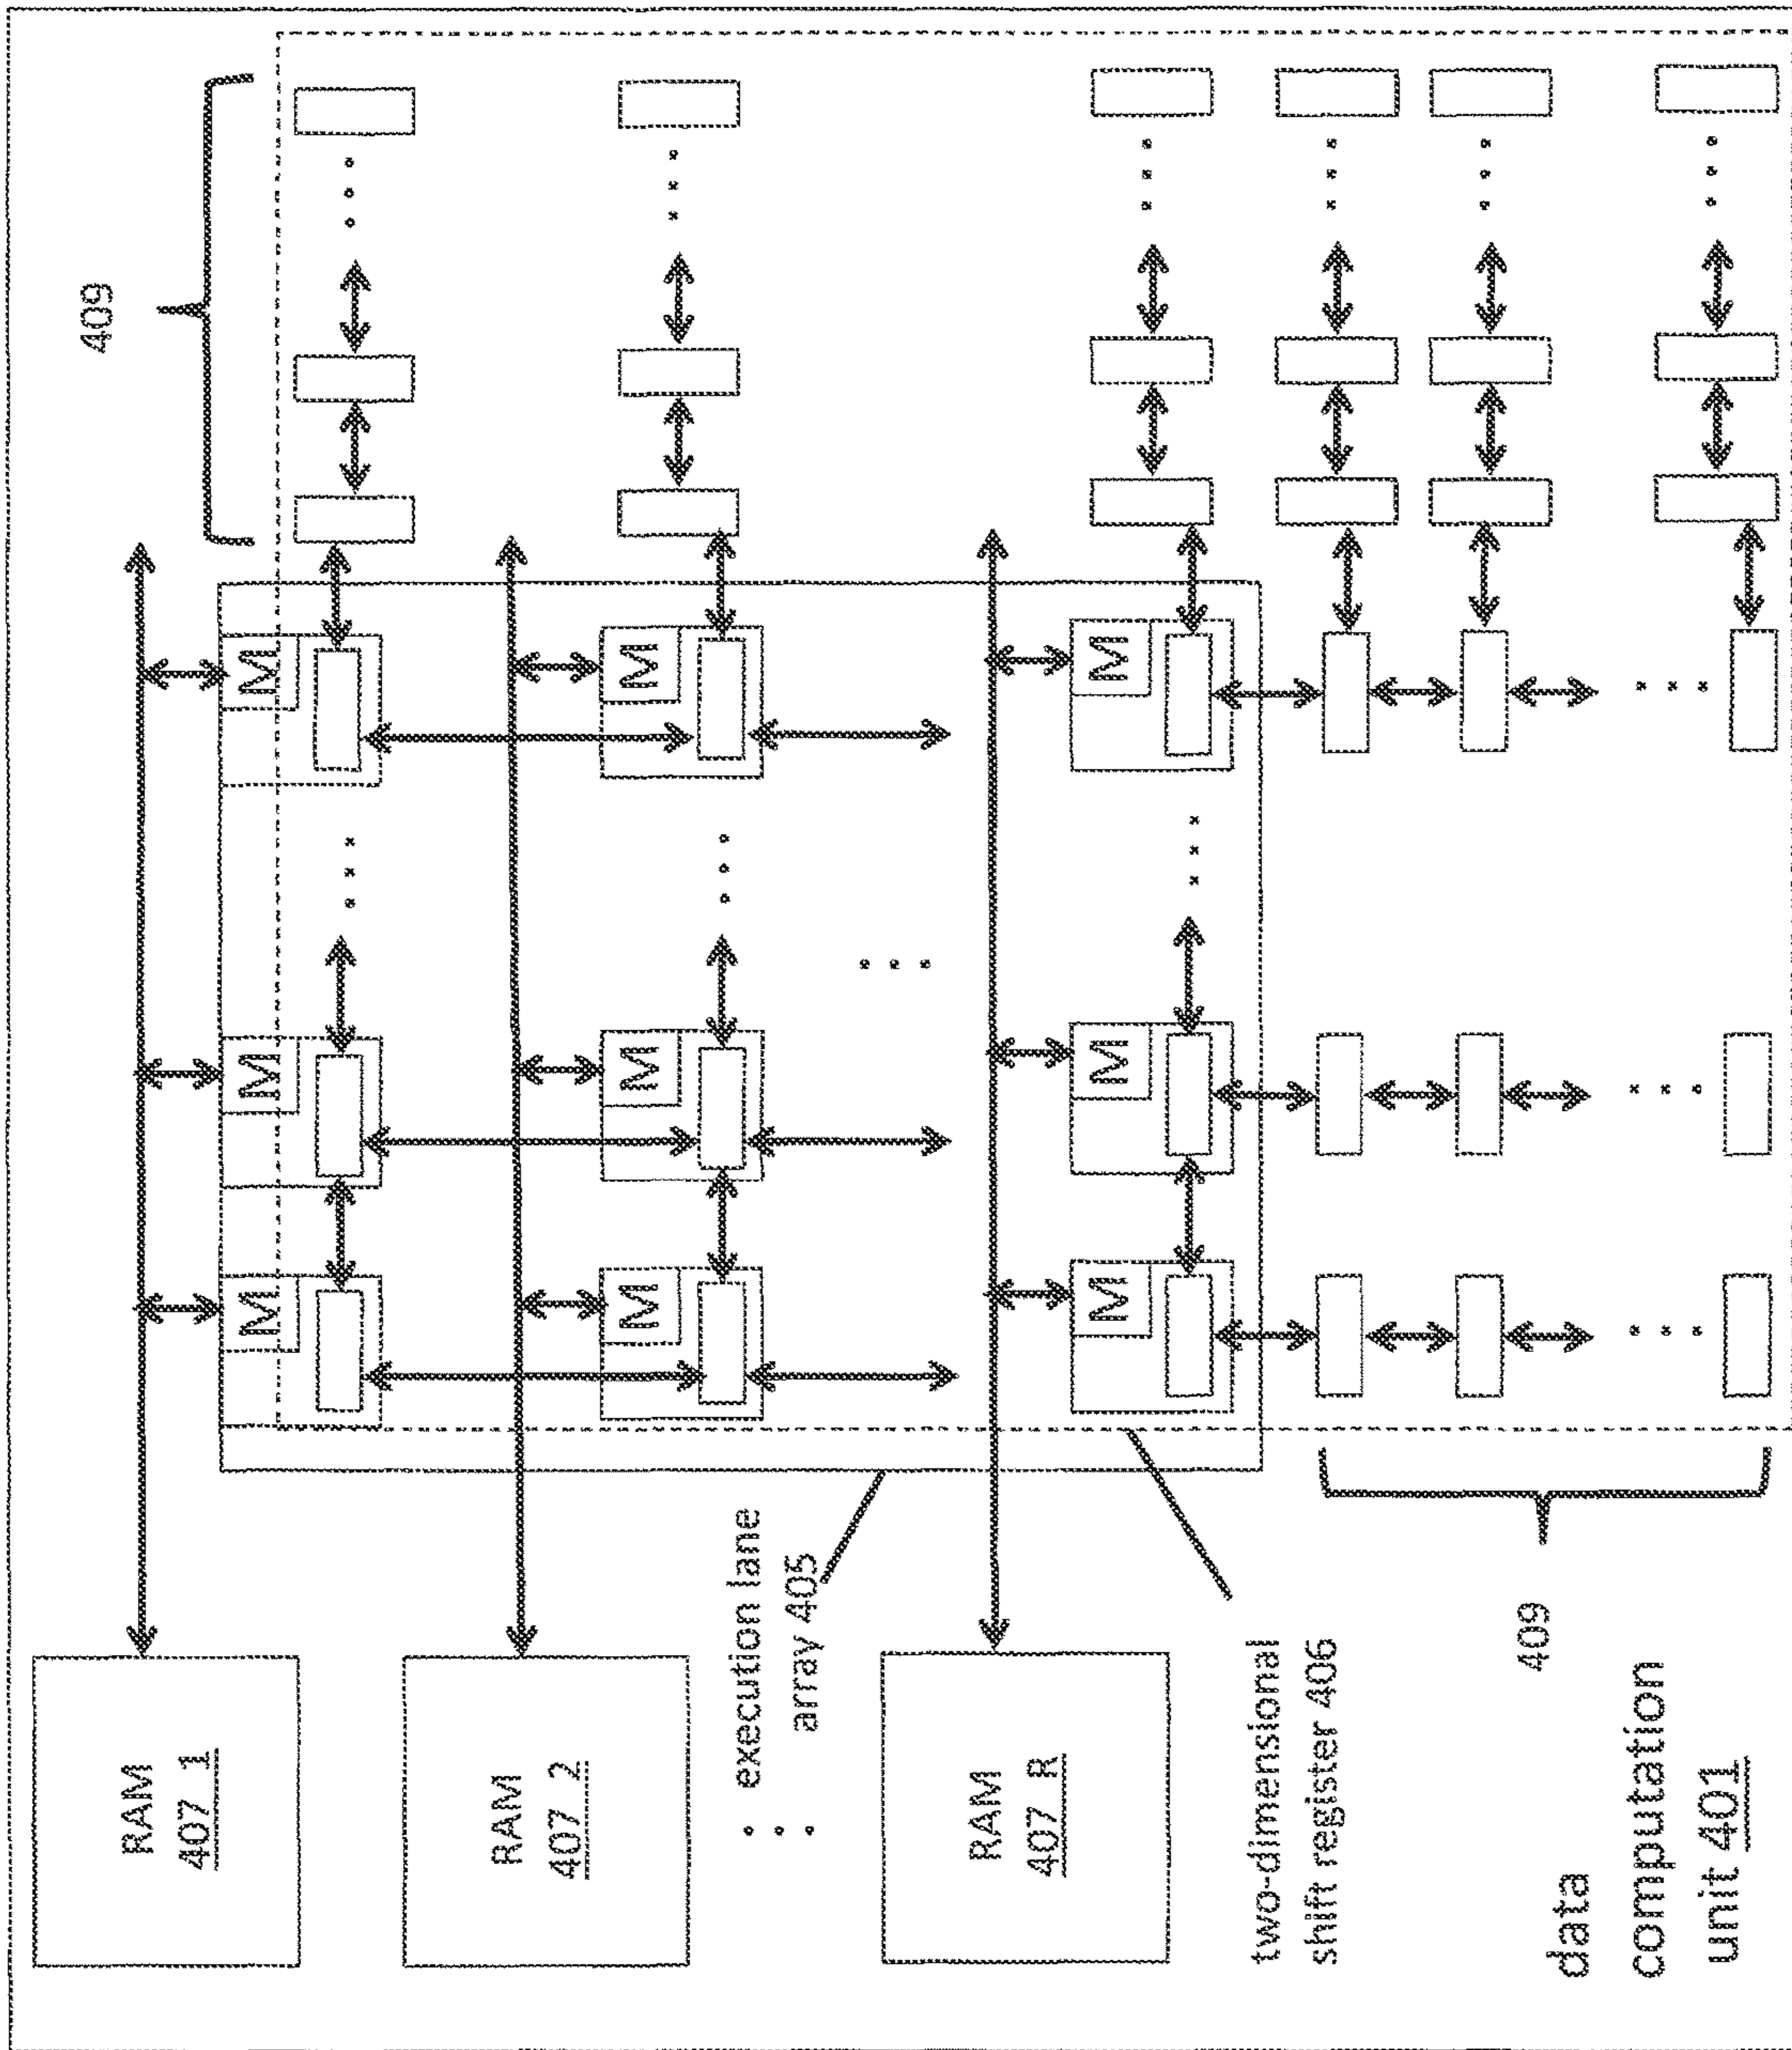 409
RAM
407_1
M M M
RAM
407_2
M M M
execution lane
array 405
RAM
407_R
M M M
two-dimensional
shift register 406
409
data
computation
unit 401